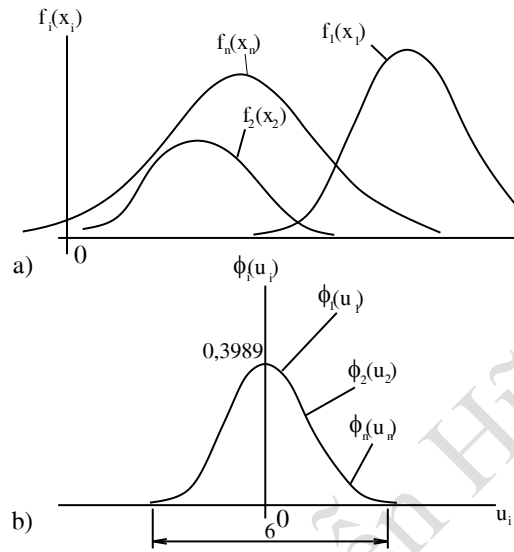 f_i(x_i)
f_n(x_n)
f_1(x_1)
f_2(x_2)
a)
0
ϕ_i(u_i)
ϕ_1(u_1)
0,3989
ϕ_2(u_2)
ϕ_n(u_n)
b)
0
u_i
6